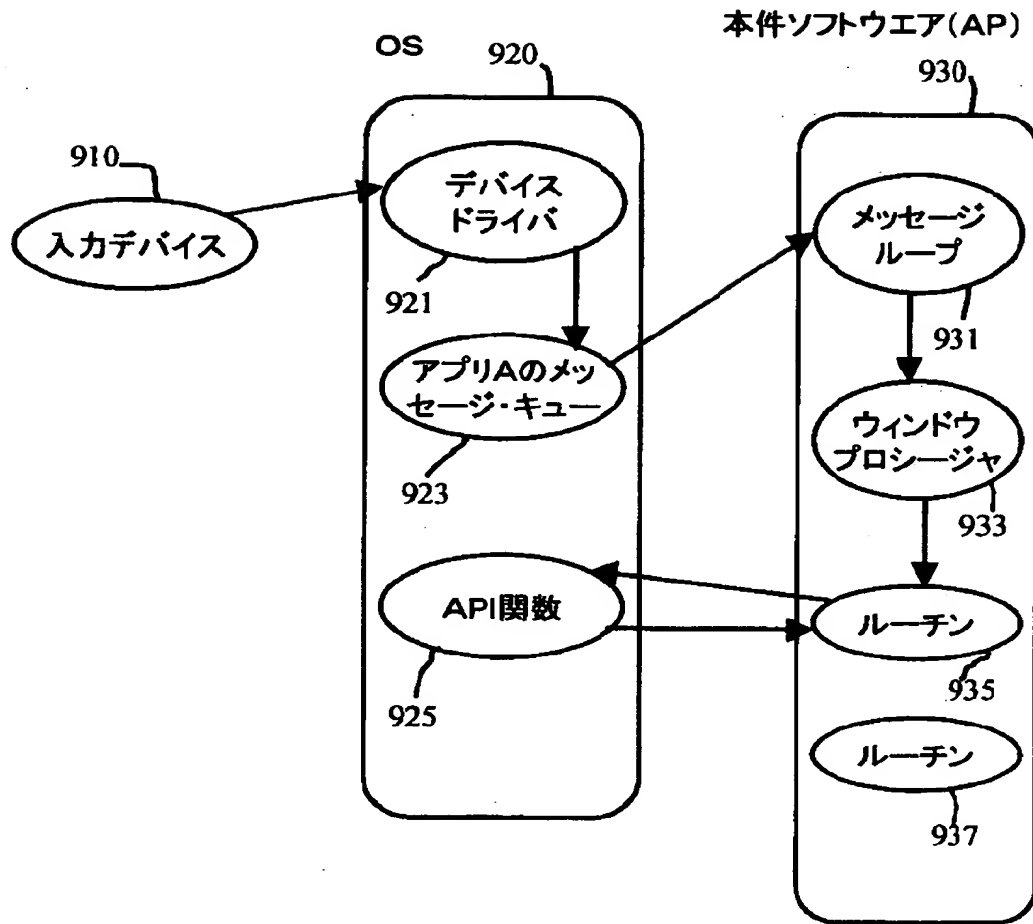 本件ソフトウエア(AP)
OS
920
930
910
入力デバイス
デバイス
ドライバ
921
アプリAのメッ
セージ・キュー
923
API関数
925
メッセージ
ループ
931
ウィンドウ
プロシージャ
933
ルーチン
935
ルーチン
937